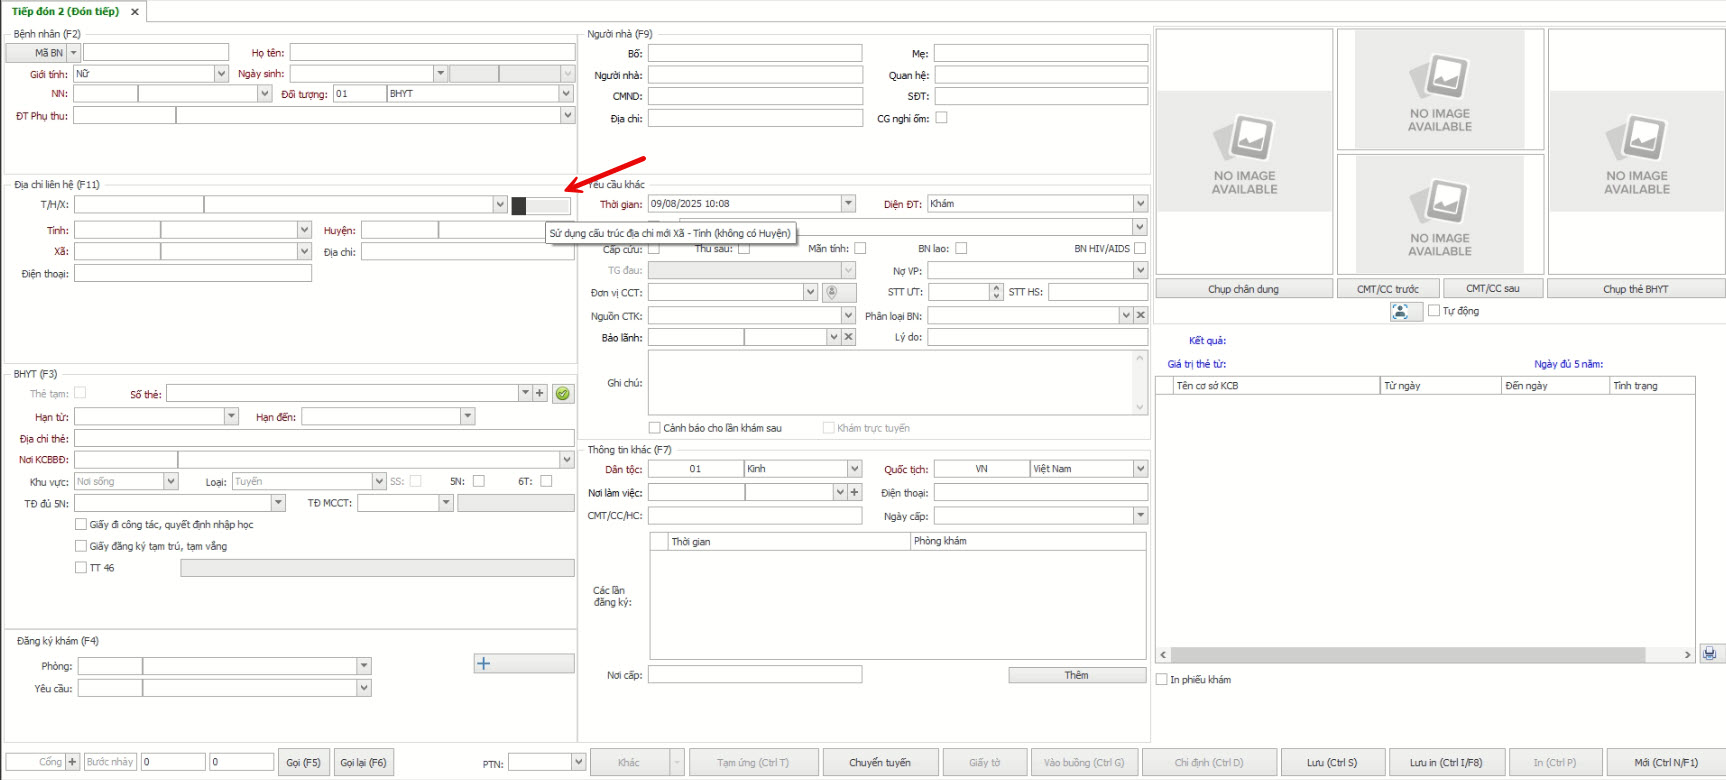 Tiếp đón 2 (Đón tiếp)
Bệnh nhân (F2)
Mã BN
Họ tên:
Giới tính: Nữ
Ngày sinh:
NN:
Đối tượng: 01 BHYT
ĐT Phụ thu:
Địa chỉ liên hệ (F11)
T/H/X:
Tỉnh:
Huyện:
Xã:
Địa chỉ:
Điện thoại:
Sử dụng cấu trúc địa chỉ mới Xã - Tỉnh (không có Huyện)
BHYT (F3)
Thẻ tạm:
Số thẻ:
Hạn từ:
Hạn đến:
Địa chỉ thẻ:
Nơi KCBBĐ:
Khu vực: Nơi sống
Loại: Tuyến
SS:
5N:
6T:
TĐ đủ 5N:
TĐ MCCT:
Giấy đi công tác, quyết định nhập học
Giấy đăng ký tạm trú, tạm vắng
TT 46
Đăng ký khám (F4)
Phòng:
Yêu cầu:
Người nhà (F9)
Bố:
Mẹ:
Người nhà:
Quan hệ:
CMND:
SĐT:
Địa chỉ:
CG nghỉ ốm:
Yêu cầu khác
Thời gian: 09/08/2025 10:08
Diện ĐT: Khám
Cấp cứu:
Thu sau:
Mãn tính:
BN lao:
BN HIV/AIDS
TG đau:
Nợ VP:
Đơn vị CCT:
STT ƯT:
STT HS:
Nguồn CTK:
Phân loại BN:
Bảo lãnh:
Lý do:
Ghi chú:
Cảnh báo cho lần khám sau
Khám trực tuyến
Thông tin khác (F7)
Dân tộc: 01 Kinh
Quốc tịch: VN Việt Nam
Nơi làm việc:
Điện thoại:
CMT/CC/HC:
Ngày cấp:
Thời gian
Phòng khám
Các lần
đăng ký:
Nơi cấp:
Thêm
NO IMAGE
AVAILABLE
NO IMAGE
AVAILABLE
NO IMAGE
AVAILABLE
NO IMAGE
AVAILABLE
Chụp chân dung
CMT/CC trước
CMT/CC sau
Chụp thẻ BHYT
Tự động
Kết quả:
Giá trị thẻ từ:
Ngày đủ 5 năm:
Tên cơ sở KCB
Từ ngày
Đến ngày
Tình trạng
In phiếu khám
Cổng
Bước nhảy
0
0
Gọi (F5)
Gọi lại (F6)
PTN:
Khác
Tạm ứng (Ctrl T)
Chuyển tuyến
Giấy tờ
Vào buồng (Ctrl G)
Chỉ định (Ctrl D)
Lưu (Ctrl S)
Lưu in (Ctrl I/F8)
In (Ctrl P)
Mới (Ctrl N/F1)